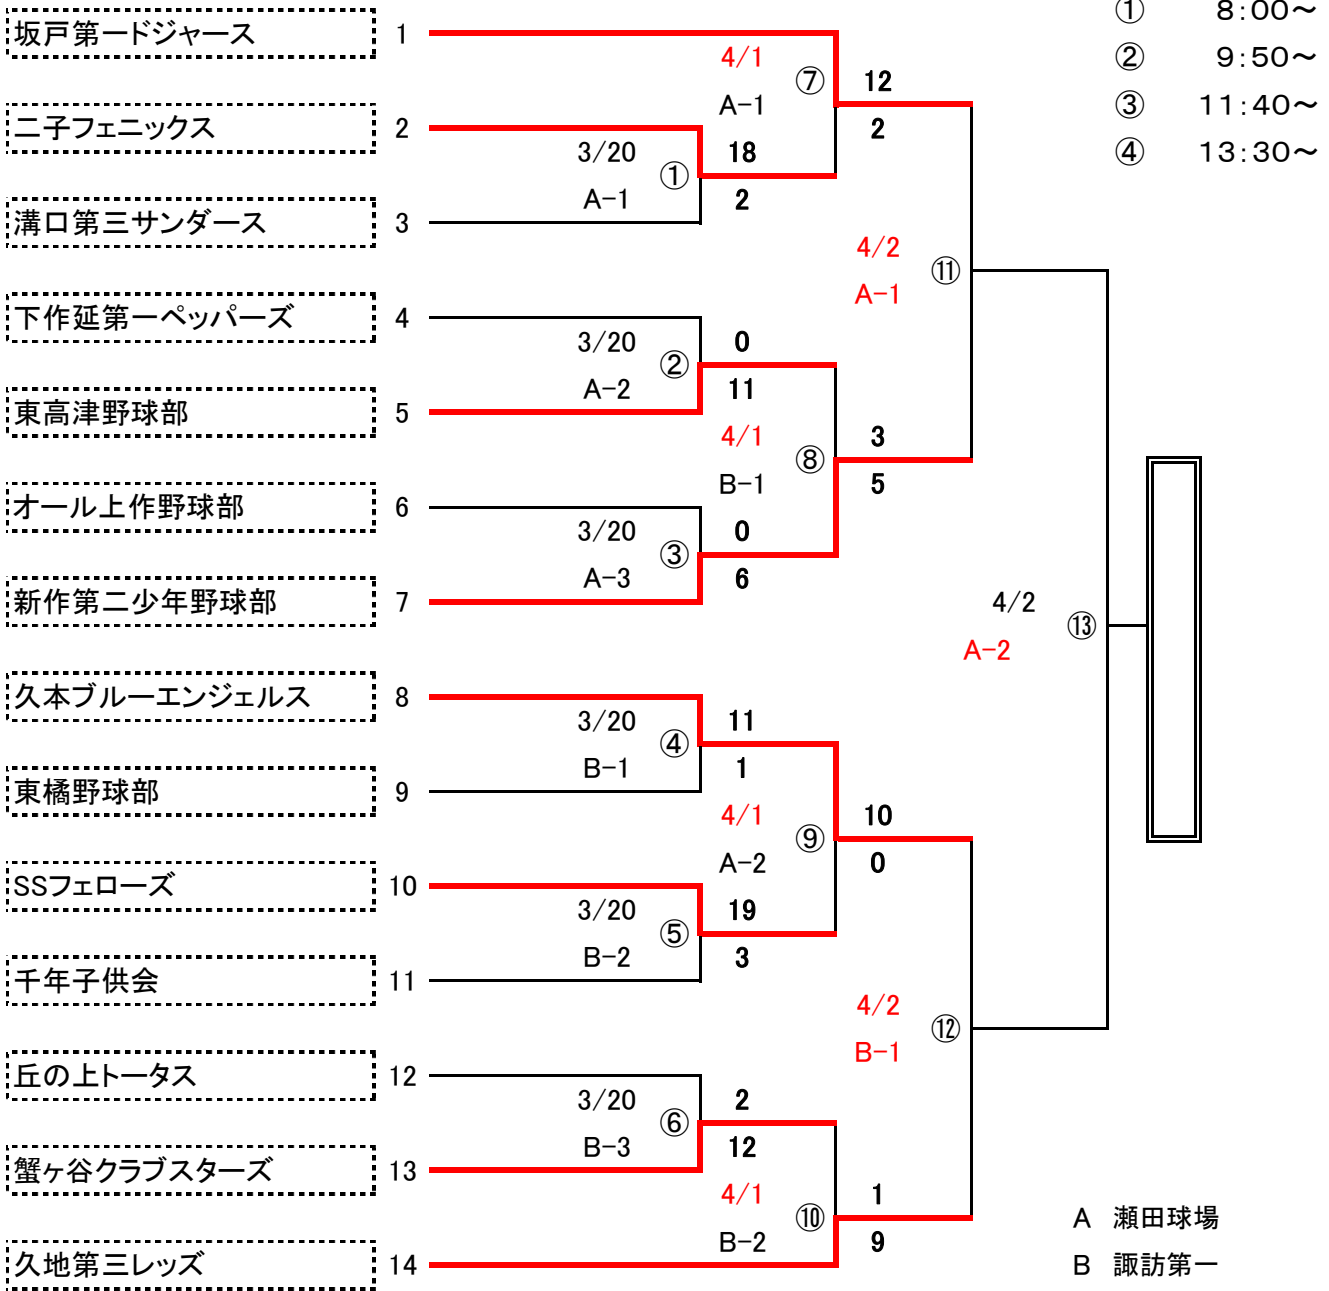 坂戸第一ドジャース 1
4/1 ⑦ 12
A-1
2
① 8:00～
② 9:50～
③ 11:40～
④ 13:30～
二子フェニックス 2
3/20 ① 18
A-1 2
溝口第三サンダース 3
4/2 ⑪
A-1
下作延第一ペッパーズ 4
3/20 ② 0
A-2 11
東高津野球部 5
4/1 ⑧ 3
B-1 5
オール上作野球部 6
3/20 ③ 0
A-3 6
新作第二少年野球部 7
4/2 ⑬
A-2
久本ブルーエンジェルス 8
3/20 ④ 11
B-1 1
東橘野球部 9
4/1 ⑨ 10
A-2 0
SSフェローズ 10
3/20 ⑤ 19
B-2 3
千年子供会 11
4/2 ⑫
B-1
丘の上トータス 12
3/20 ⑥ 2
B-3 12
蟹ヶ谷クラブスターズ 13
4/1 ⑩ 1
B-2 9
久地第三レッズ 14
A 瀬田球場
B 諏訪第一